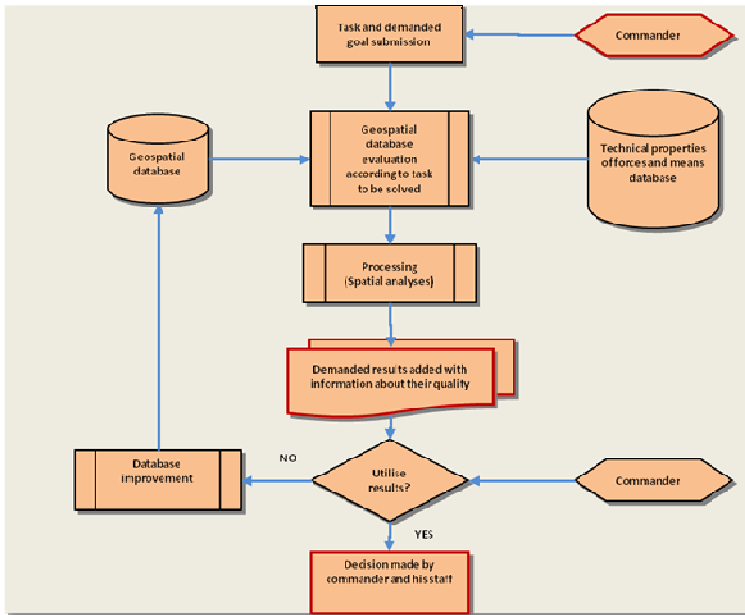 Task and demanded
goal submission
Commander
Geospatial
database
Geospatial
database
evaluation
according to task
to be solved
Technical properties
offorces and means
database
Processing
(Spatial analyses)
Demanded results added with
information about their quality
NO
Database
improvement
Utilise
results?
Commander
YES
Decision made by
commander and his staff